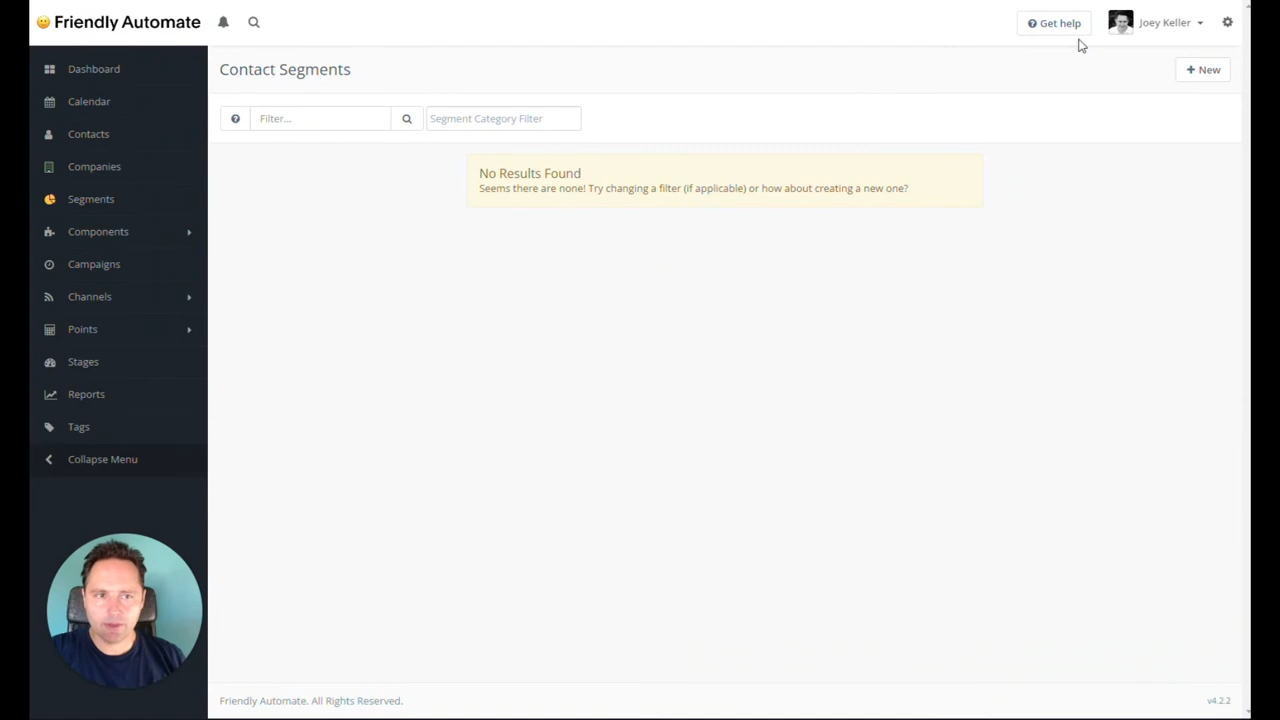 Friendly Automate
Get help
Joey Keller
Dashboard
Calendar
Contacts
Companies
Segments
Components
Campaigns
Channels
Points
Stages
Reports
Tags
Collapse Menu
Contact Segments
New
Filter...
Segment Category Filter
No Results Found
Seems there are none! Try changing a filter (if applicable) or how about creating a new one?
Friendly Automate. All Rights Reserved.
v4.2.2